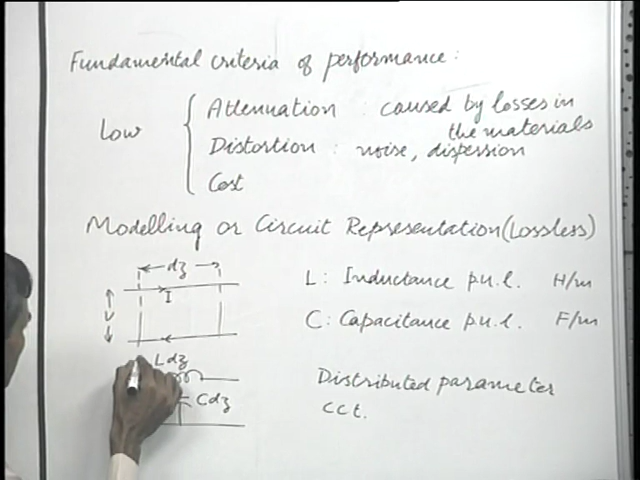 Fundamental criteria of performance:
Low { Attenuation : caused by losses in
the materials
Distortion : noise, dispersion
Cost
Modelling or Circuit Representation (Lossless)
dz
I
V
L: Inductance p.u.l. H/m
C: Capacitance p.u.l. F/m
Ldz
Cdz
Distributed parameter
cct.